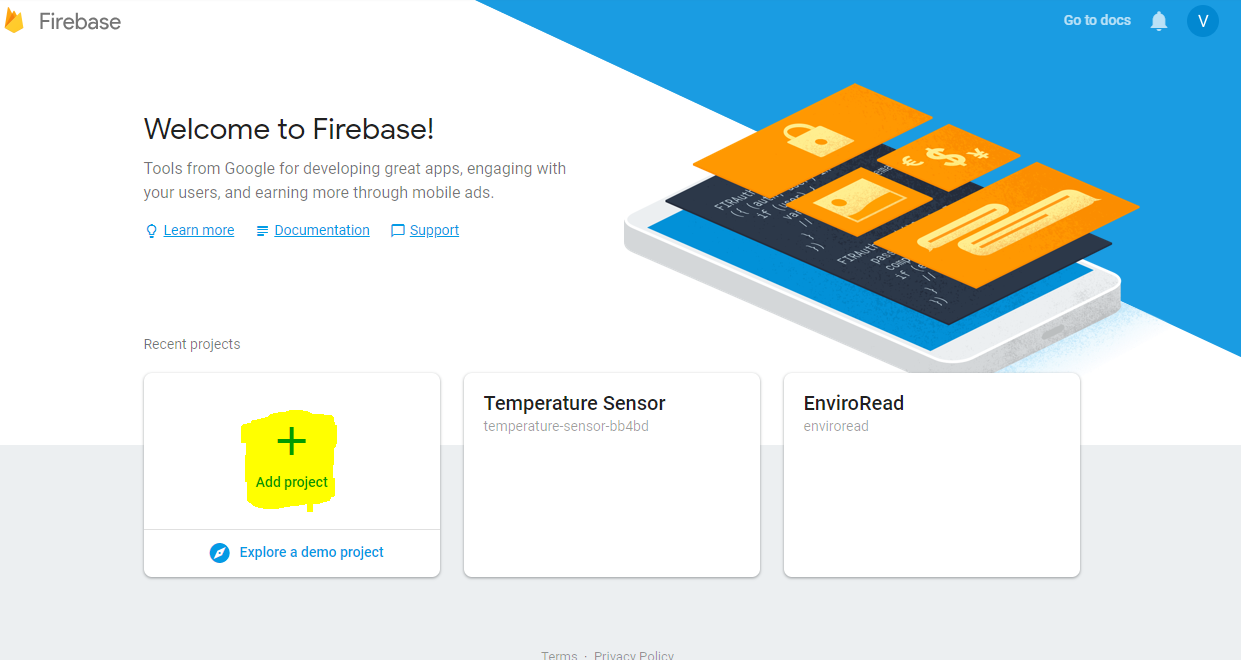 Firebase
Go to docs
V
Welcome to Firebase!
Tools from Google for developing great apps, engaging with
your users, and earning more through mobile ads.
Learn more
Documentation
Support
Recent projects
Add project
Explore a demo project
Temperature Sensor
temperature-sensor-bb4bd
EnviroRead
enviroread
Terms · Privacy Policy